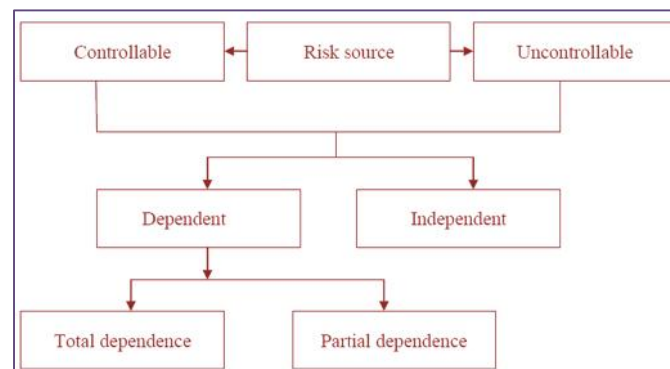 Controllable
Risk source
Uncontrollable
Dependent
Independent
Total dependence
Partial dependence